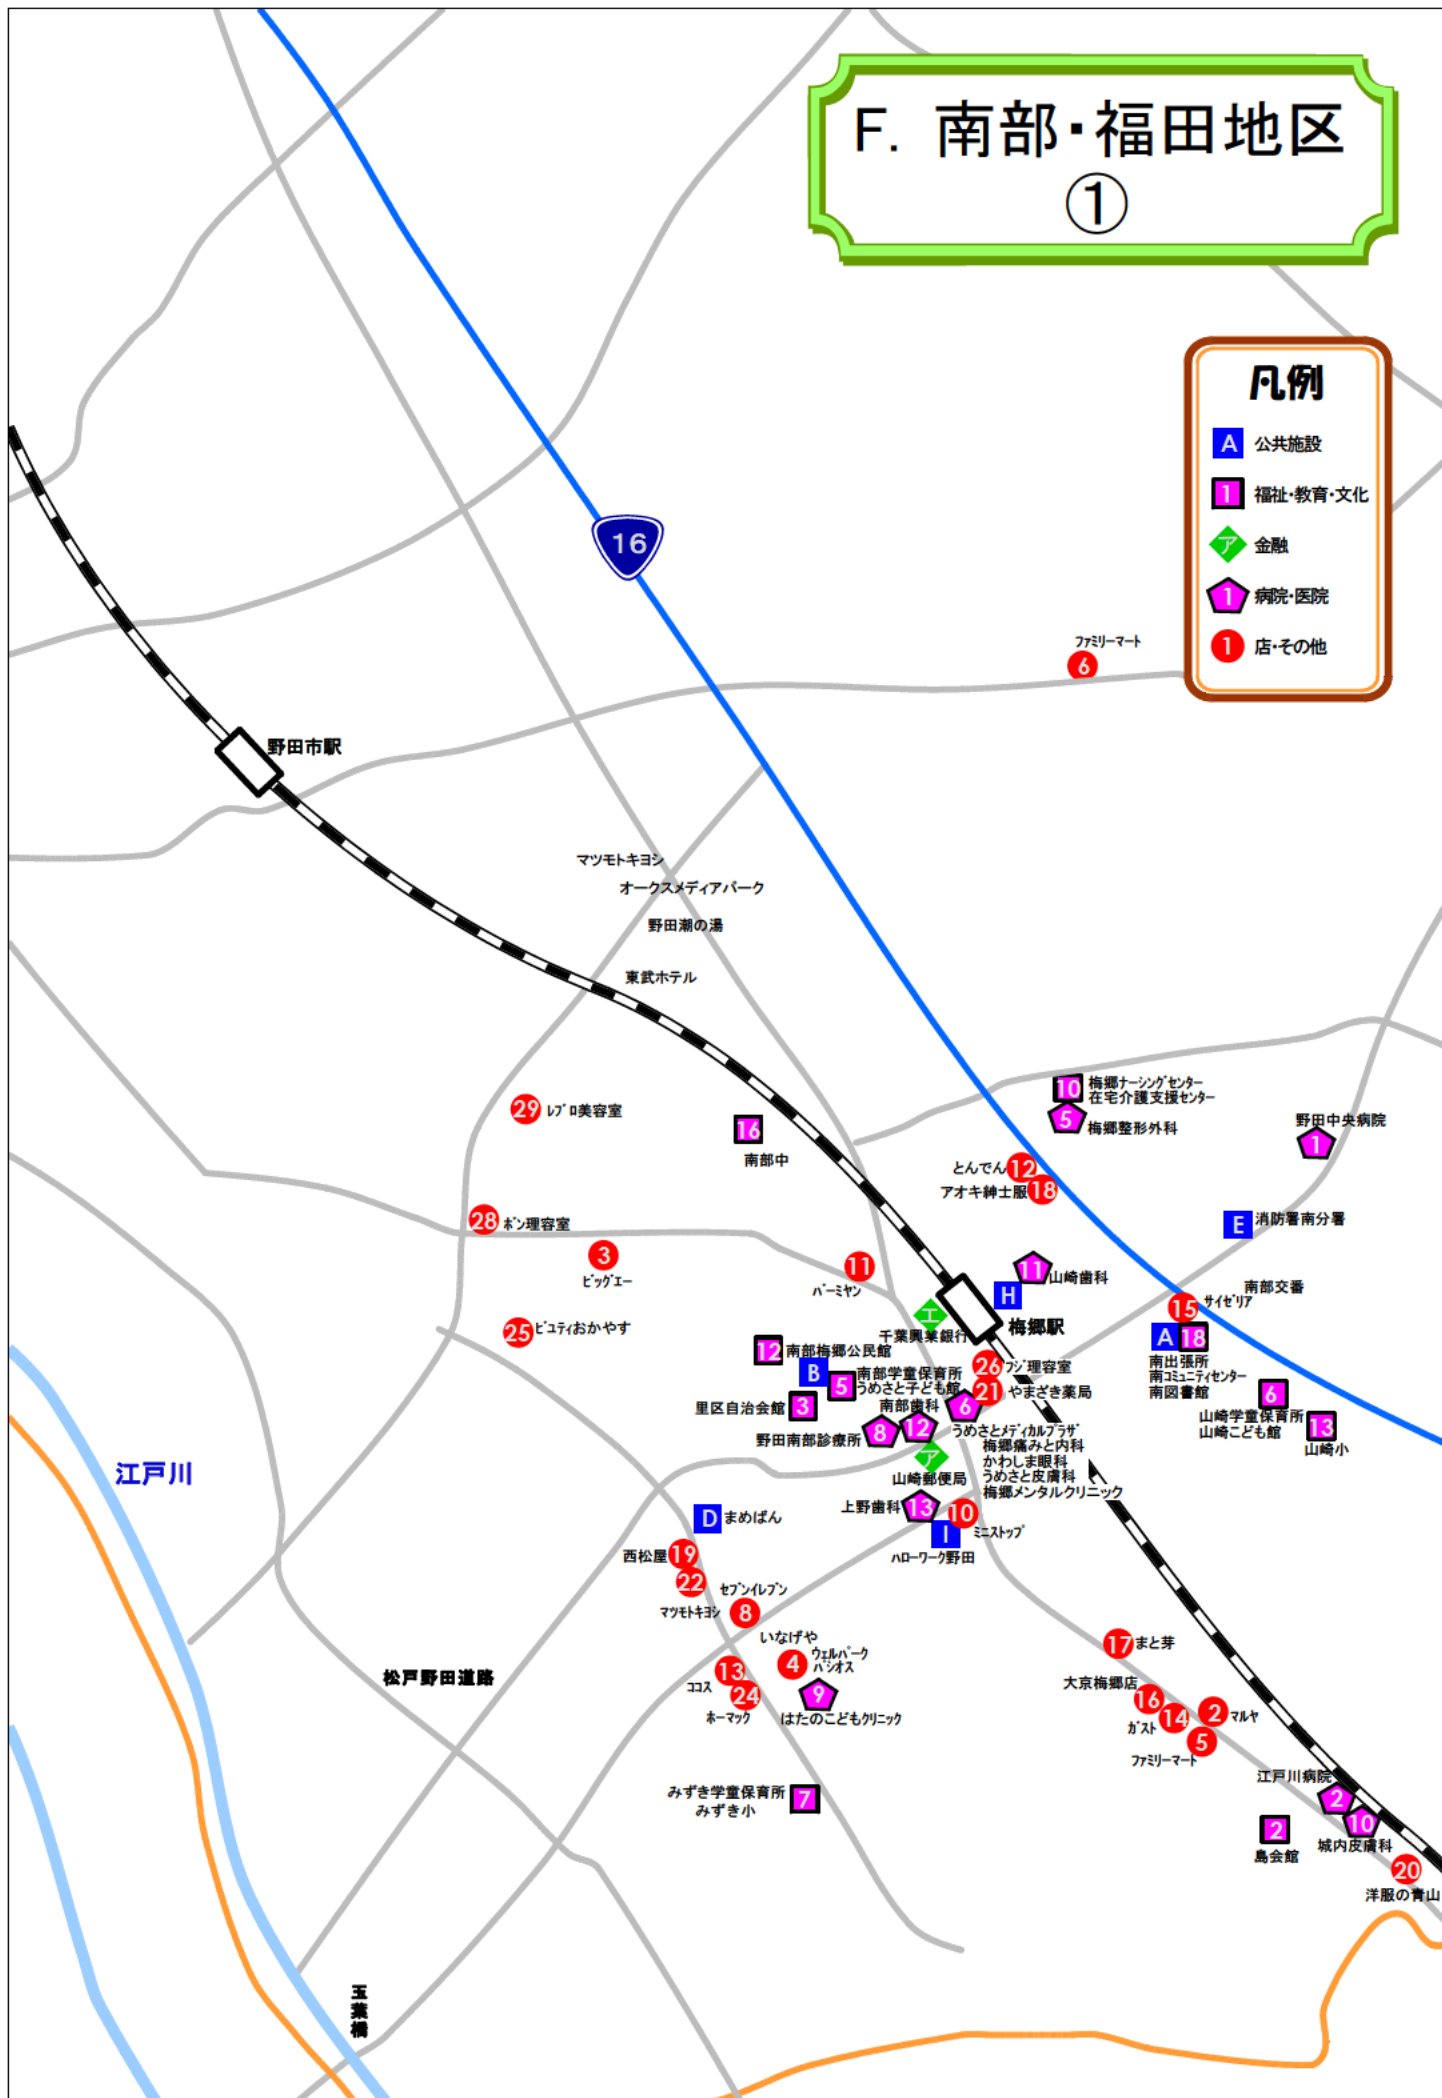 F. 南部・福田地区
①
凡例
A 公共施設
1 福祉・教育・文化
ア 金融
1 病院・医院
1 店・その他
16
ファミリーマート
6
野田市駅
マツモトキヨシ
オークスメディアパーク
野田潮の湯
東武ホテル
29 レブロ美容室
16
南部中
10 梅郷ナーシングセンター
在宅介護支援センター
5 梅郷整形外科
野田中央病院
1
とんでん 12
アオキ紳士服 18
28 ボン理容室
3
ビッグエー
E 消防署南分署
11
バーミヤン
11 山崎歯科
H
梅郷駅
南部交番
15 サイゼリア
エ
千葉興業銀行
25 ビュティおかやす
A 18
南出張所
南コミュニティセンター
南図書館
12 南部梅郷公民館
B
5 南部学童保育所
うめさと子ども館
26 フジ理容室
21 やまざき薬局
里区自治会館 3
南部歯科
12
6
野田南部診療所 8
6
山崎学童保育所
山崎こども館
13
山崎小
うめさとメディカルプラザ
梅郷痛みと内科
かわしま眼科
うめさと皮膚科
梅郷メンタルクリニック
ア
山崎郵便局
江戸川
上野歯科 13
10
ミニストップ
I
ハローワーク野田
D まめばん
西松屋 19
22
マツモトキヨシ
セブンイレブン
8
いなげや
4 ウェルパーク
パシオス
13
ココス
24
ホーマック
9
はたのこどもクリニック
松戸野田道路
17 まと芽
大京梅郷店
16
14
ガスト
2 マルヤ
5
ファミリーマート
みずき学童保育所
みずき小
7
江戸川病院
2
10
城内皮膚科
2
島会館
20
洋服の青山
玉葉橋